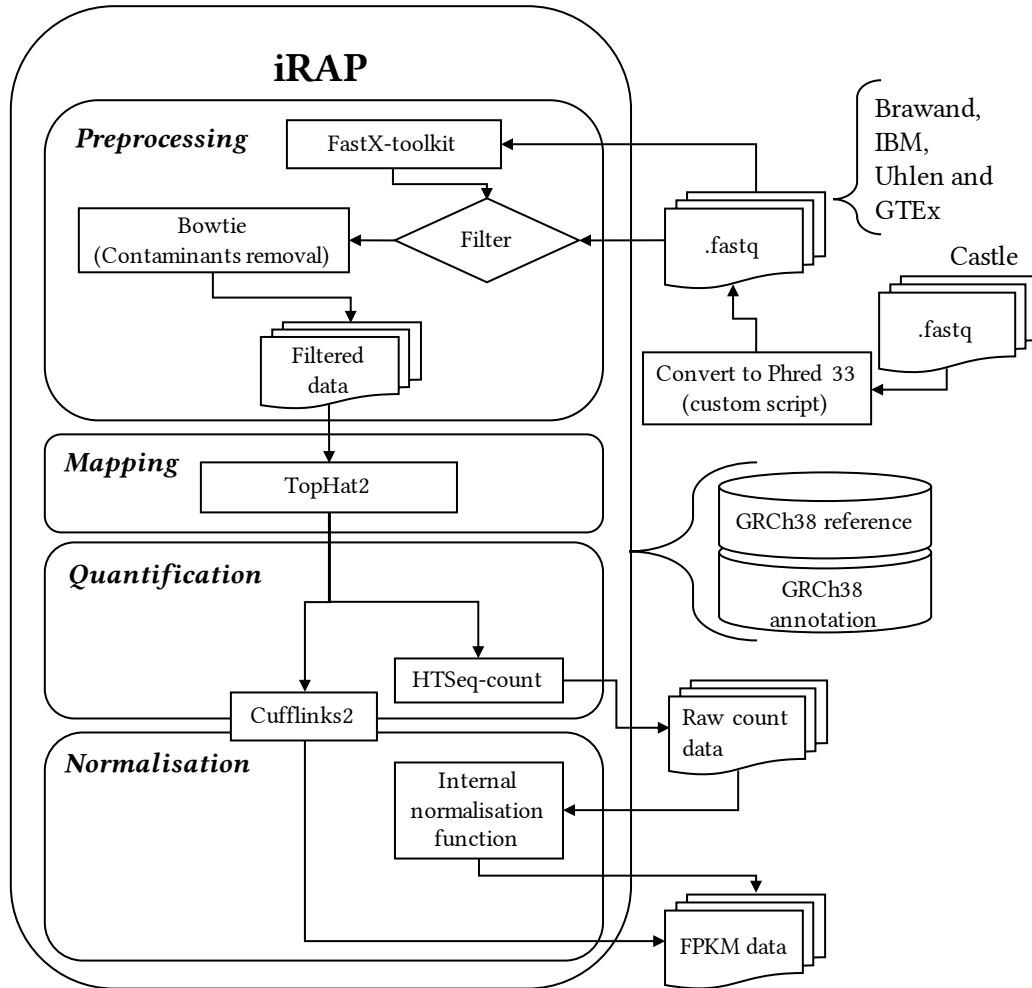 iRAP
Preprocessing
FastX-toolkit
Bowtie
(Contaminants removal)
Filter
Filtered
data
.fastq
Brawand,
IBM,
Uhlen and
GTEx
Castle
.fastq
Convert to Phred 33
(custom script)
Mapping
TopHat2
GRCh38 reference
GRCh38
annotation
Quantification
HTSeq-count
Cufflinks2
Raw count
data
Normalisation
Internal
normalisation
function
FPKM data